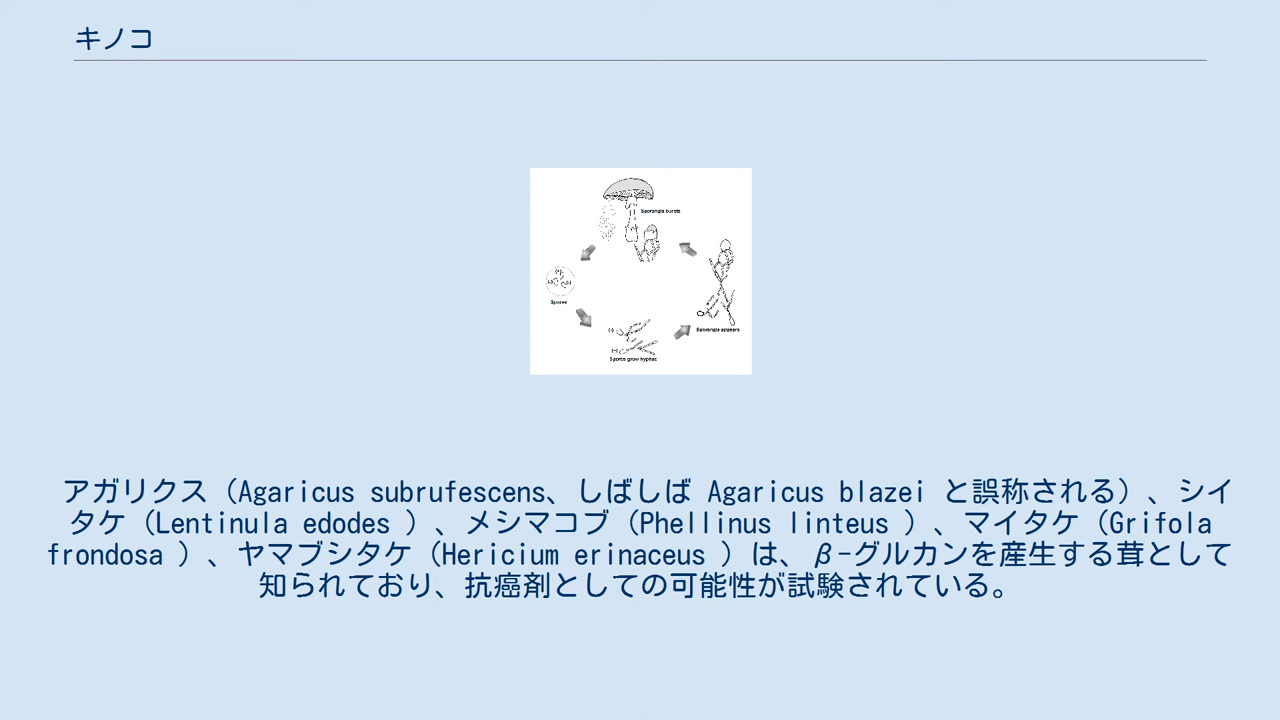 キノコ
Sporangia bursts
Spores
Sporangia appears
Spores grow hyphae
アガリクス（Agaricus subrufescens、しばしば Agaricus blazei と誤称される）、シイ
タケ（Lentinula edodes ）、メシマコブ（Phellinus linteus ）、マイタケ（Grifola
frondosa ）、ヤマブシタケ（Hericium erinaceus ）は、β-グルカンを産生する茸として
知られており、抗癌剤としての可能性が試験されている。